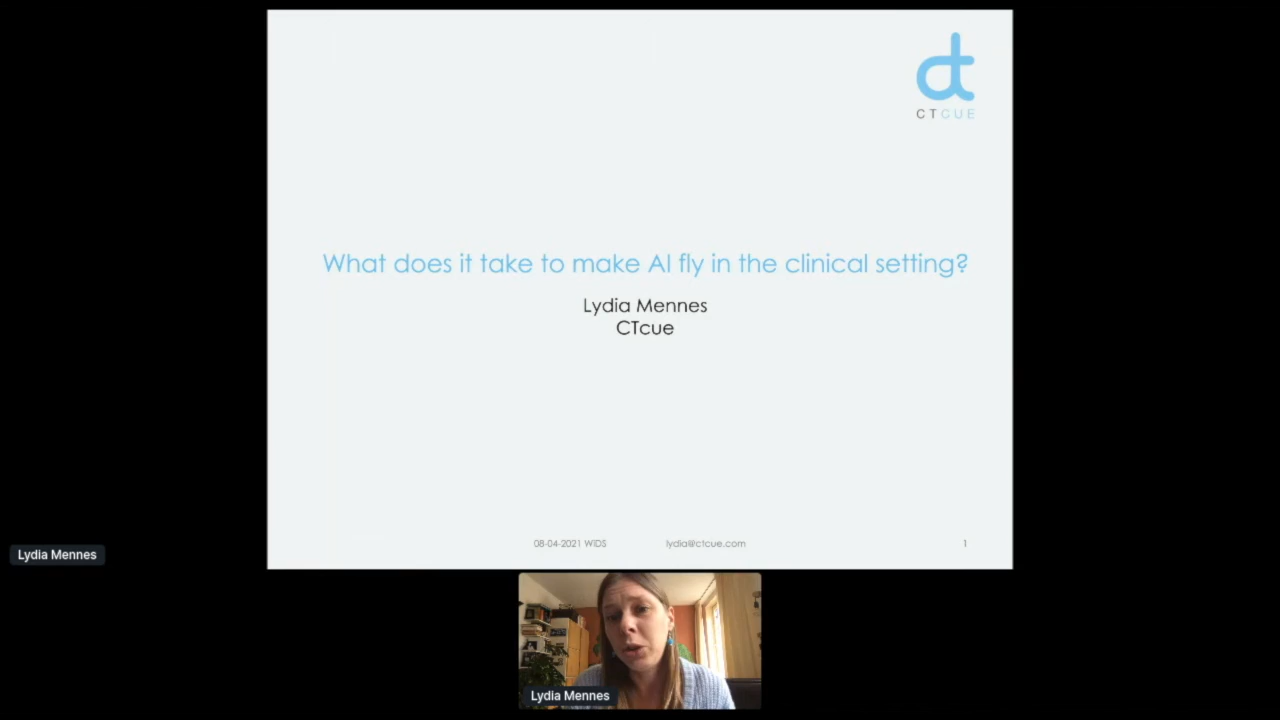 CTCUE
What does it take to make AI fly in the clinical setting?
Lydia Mennes
CTcue
08-04-2021 WiDS lydia@ctcue.com 1
Lydia Mennes
Lydia Mennes